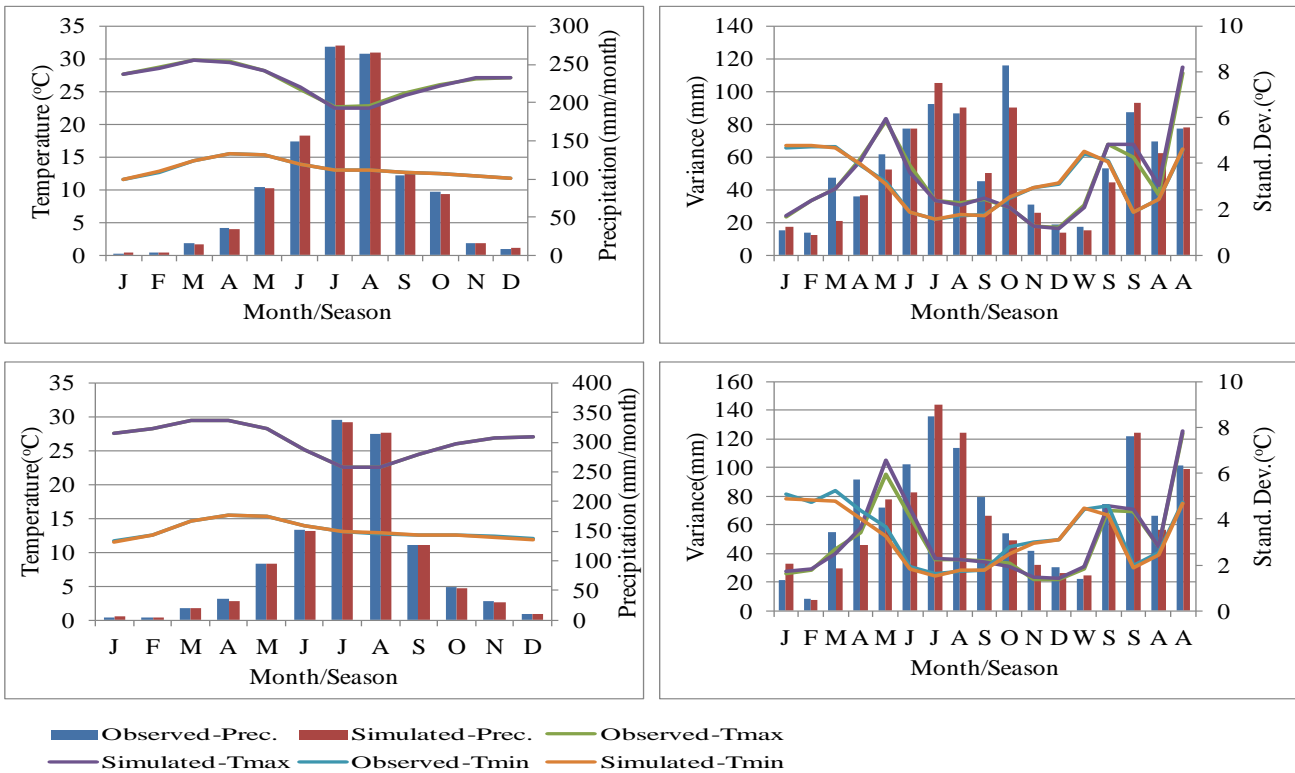 35 300
30 250
25 200
20
15 150
10 100
5 50
0 0
Temperature (ºC)
Precipitation (mm/month)
J F M A M J J A S O N D
Month/Season
140 10
120 8
100
80 6
60 4
40
20 2
0 0
Variance (mm)
Stand. Dev.(ºC)
J F M A M J J A S O N D W S S A A
Month/Season
35 400
30 350
25 300
20 250
15 200
10 150
5 100
0 50
0
Temperature(ºC)
Precipitation (mm/month)
J F M A M J J A S O N D
Month/Season
160 10
140 8
120
100 6
80
60 4
40 2
20
0 0
Variance(mm)
Stand. Dev.(ºC)
J F M A M J J A S O N D W S S A A
Month/Season
Observed-Prec. Simulated-Prec. Observed-Tmax
Simulated-Tmax Observed-Tmin Simulated-Tmin